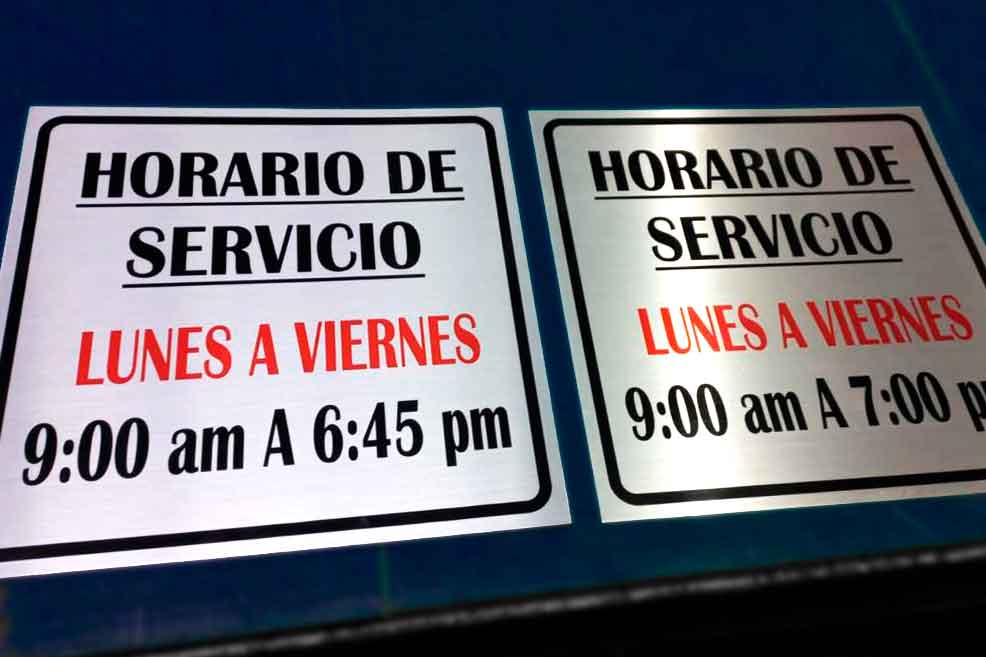 HORARIO DE
SERVICIO
LUNES A VIERNES
9:00 am A 6:45 pm
HORARIO DE
SERVICIO
LUNES A VIERNES
9:00 am A 7:00